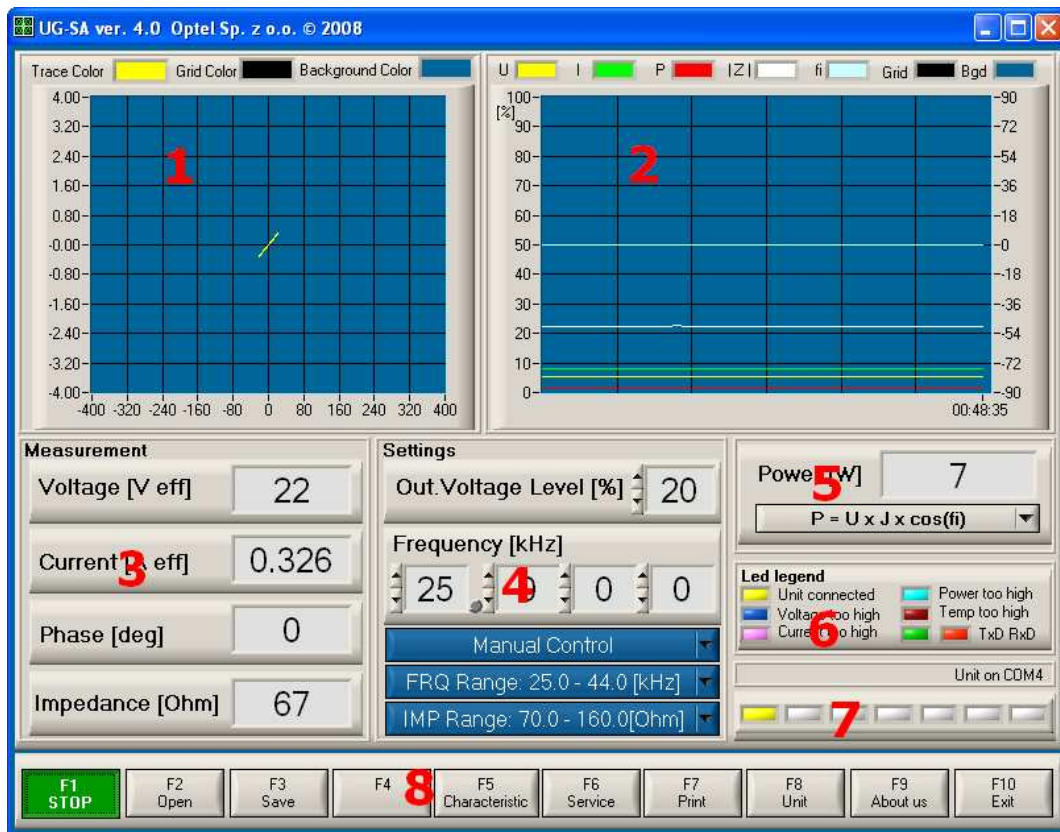 UG-SA ver. 4.0 Optel Sp. z o.o. © 2008
Trace Color Grid Color Background Color
4.00
3.20
2.40
1.60
0.80
-0.00
-0.80
-1.60
-2.40
-3.20
-4.00
-400 -320 -240 -160 -80 0 80 160 240 320 400
1
U I P |Z| fi Grid Bgd
100
[%]
90
80
70
60
50
40
30
20
10
0
90
72
54
36
18
0
-18
-36
-54
-72
-90
00:48:35
2
Measurement
Voltage [V eff] 22
Current [A eff] 0.326
3
Phase [deg] 0
Impedance [Ohm] 67
Settings
Out.Voltage Level [%] 20
Frequency [kHz]
25 0 0
4
Manual Control
FRQ Range: 25.0 - 44.0 [kHz]
IMP Range: 70.0 - 160.0[Ohm]
Power [W] 7
5
P = U x J x cos(fi)
Led legend
Unit connected Power too high
Voltage too high Temp too high
Current too high TxD RxD
6
Unit on COM4
7
F1 STOP
F2 Open
F3 Save
F4
8
F5 Characteristic
F6 Service
F7 Print
F8 Unit
F9 About us
F10 Exit